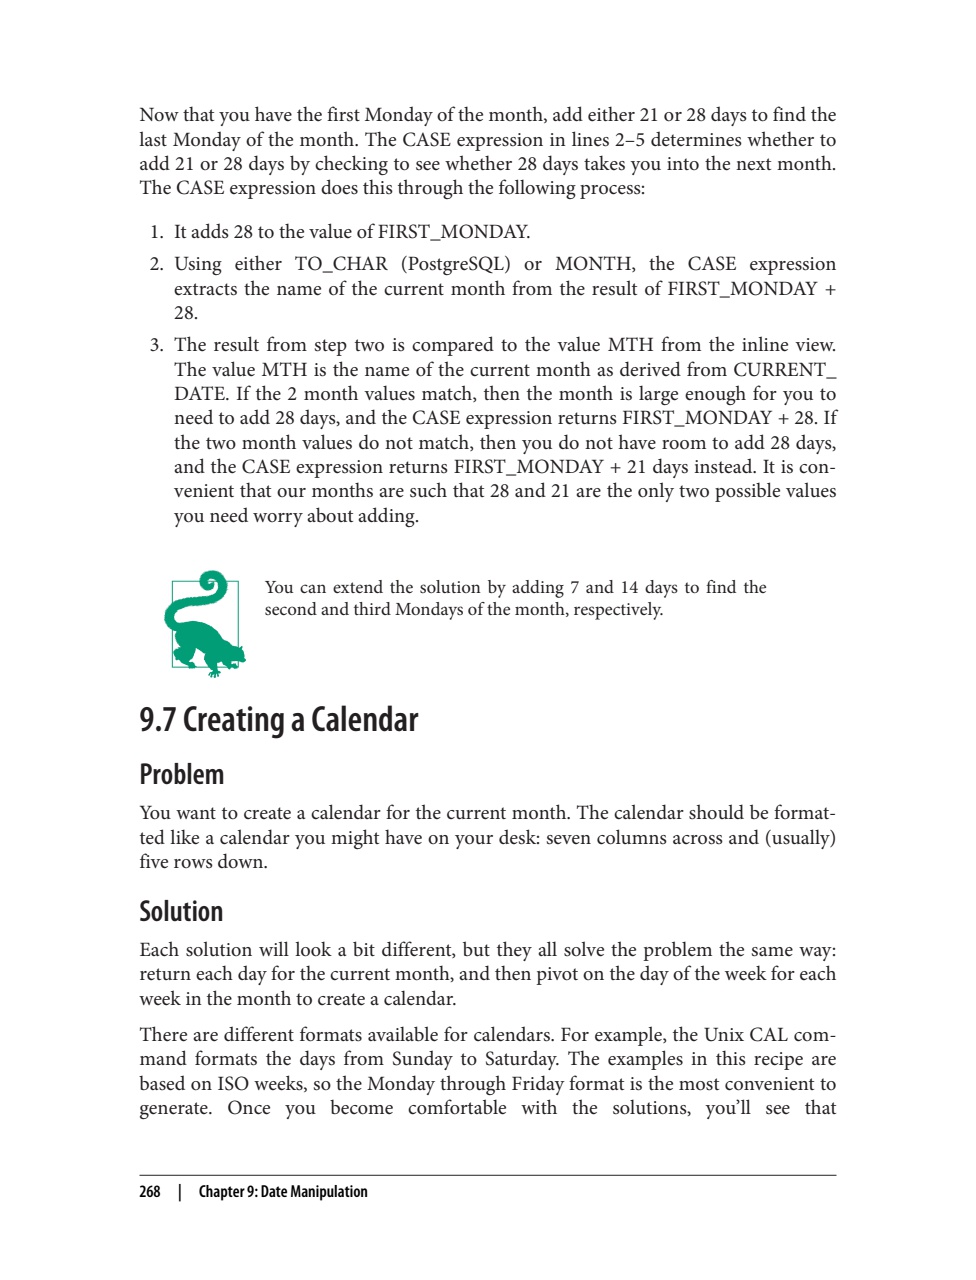 Now that you have the first Monday of the month, add either 21 or 28 days to find the
last Monday of the month. The CASE expression in lines 2–5 determines whether to
add 21 or 28 days by checking to see whether 28 days takes you into the next month.
The CASE expression does this through the following process:
1. It adds 28 to the value of FIRST_MONDAY.
2. Using either TO_CHAR (PostgreSQL) or MONTH, the CASE expression
extracts the name of the current month from the result of FIRST_MONDAY +
28.
3. The result from step two is compared to the value MTH from the inline view.
The value MTH is the name of the current month as derived from CURRENT_
DATE. If the 2 month values match, then the month is large enough for you to
need to add 28 days, and the CASE expression returns FIRST_MONDAY + 28. If
the two month values do not match, then you do not have room to add 28 days,
and the CASE expression returns FIRST_MONDAY + 21 days instead. It is con-
venient that our months are such that 28 and 21 are the only two possible values
you need worry about adding.
You can extend the solution by adding 7 and 14 days to find the
second and third Mondays of the month, respectively.
9.7 Creating a Calendar
Problem
You want to create a calendar for the current month. The calendar should be format-
ted like a calendar you might have on your desk: seven columns across and (usually)
five rows down.
Solution
Each solution will look a bit different, but they all solve the problem the same way:
return each day for the current month, and then pivot on the day of the week for each
week in the month to create a calendar.
There are different formats available for calendars. For example, the Unix CAL com-
mand formats the days from Sunday to Saturday. The examples in this recipe are
based on ISO weeks, so the Monday through Friday format is the most convenient to
generate. Once you become comfortable with the solutions, you’ll see that
268 | Chapter 9: Date Manipulation